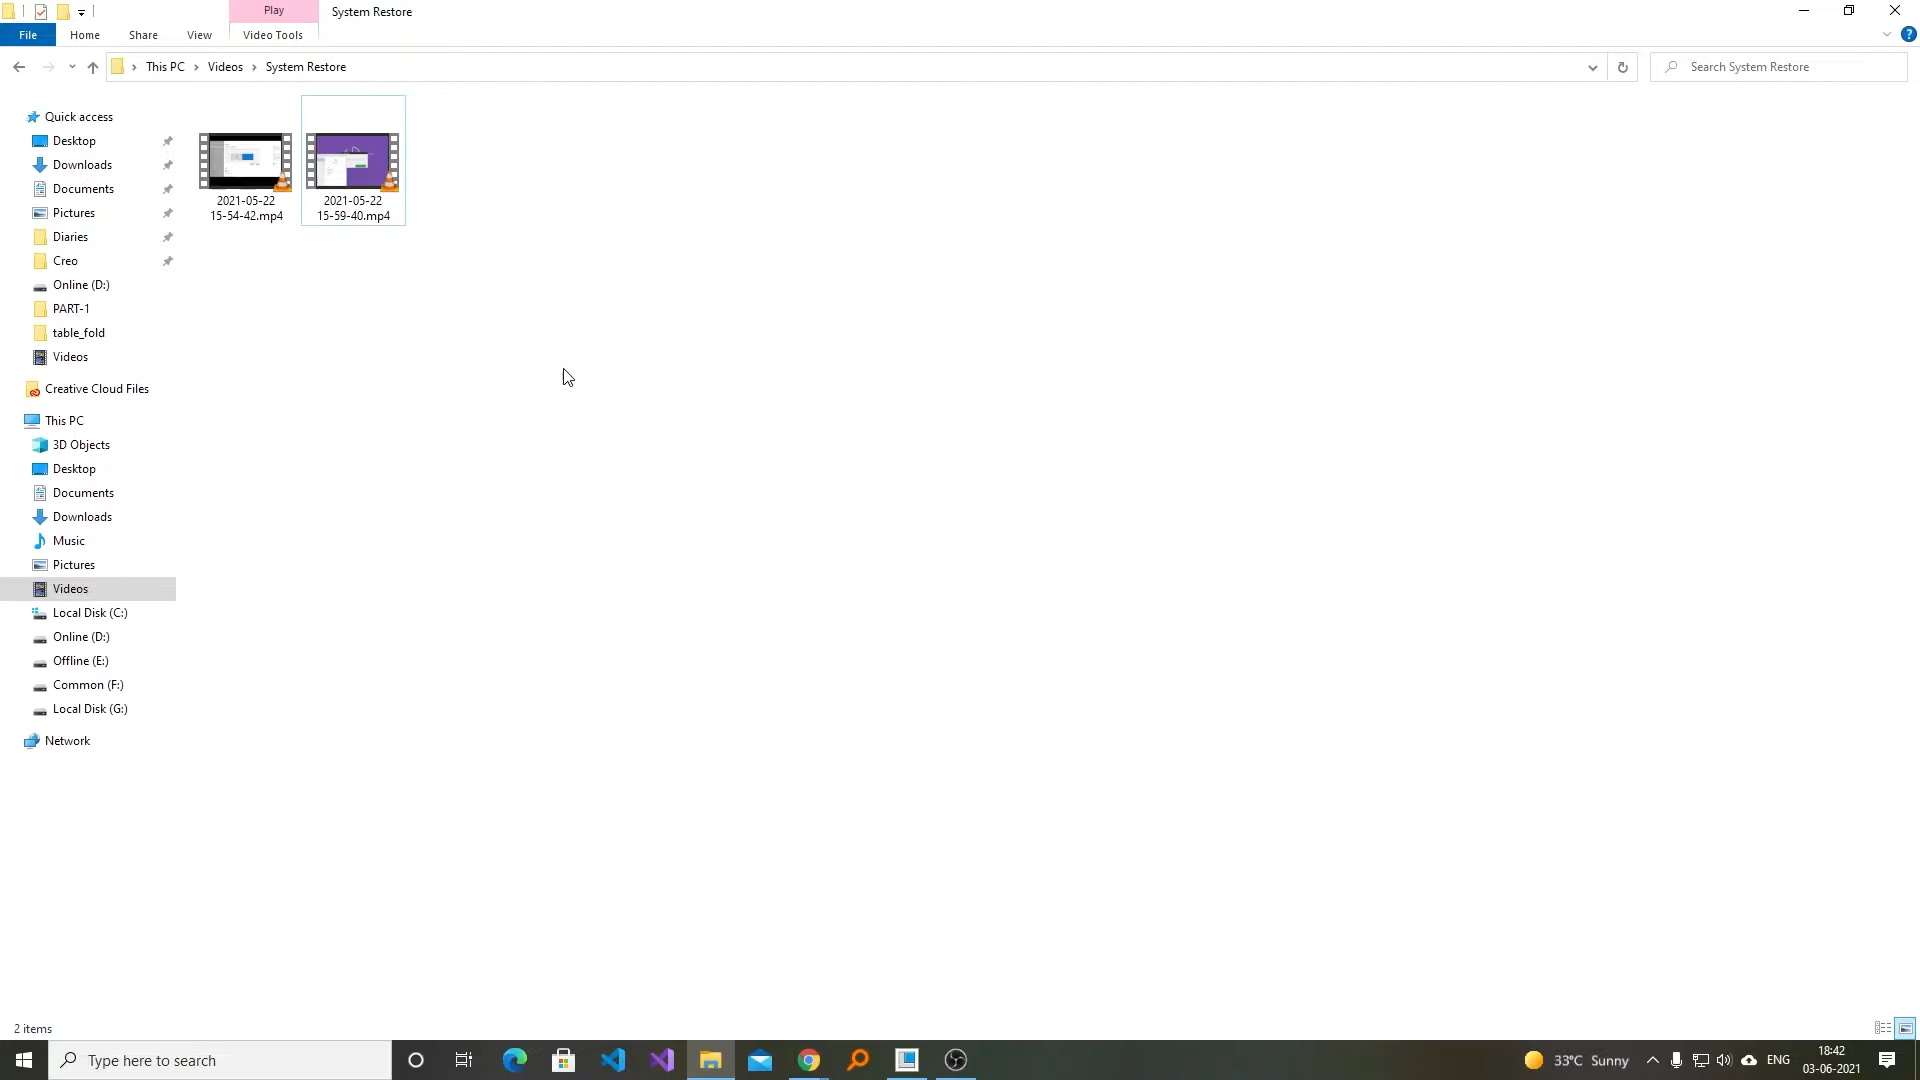 Play
System Restore
File
Home
Share
View
Video Tools
This PC
Videos
System Restore
Search System Restore
Quick access
Desktop
Downloads
Documents
Pictures
Diaries
Creo
Online (D:)
PART-1
table_fold
Videos
Creative Cloud Files
This PC
3D Objects
Desktop
Documents
Downloads
Music
Pictures
Videos
Local Disk (C:)
Online (D:)
Offline (E:)
Common (F:)
Local Disk (G:)
Network
2021-05-22
15-54-42.mp4
2021-05-22
15-59-40.mp4
2 items
Type here to search
33°C Sunny
ENG
18:42
03-06-2021